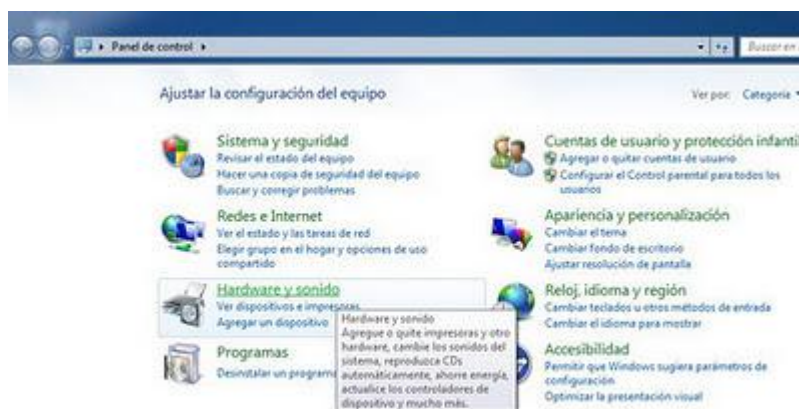 Panel de control
Buscar en
Ajustar la configuración del equipo
Ver por: Categoría
Sistema y seguridad
Revisar el estado del equipo
Hacer una copia de seguridad del equipo
Buscar y corregir problemas
Redes e Internet
Ver el estado y las tareas de red
Elegir grupo en el hogar y opciones de uso
compartido
Hardware y sonido
Ver dispositivos e impresoras
Agregar un dispositivo
Hardware y sonido
Agregue o quite impresoras y otro
hardware, cambie los sonidos del
sistema, reproduzca CDs
automáticamente, ahorre energía,
actualice los controladores de
dispositivo y mucho más.
Programas
Desinstalar un programa
Cuentas de usuario y protección infantil
Agregar o quitar cuentas de usuario
Configurar el Control parental para todos los
usuarios
Apariencia y personalización
Cambiar el tema
Cambiar fondo de escritorio
Ajustar resolución de pantalla
Reloj, idioma y región
Cambiar teclados u otros métodos de entrada
Cambiar el idioma para mostrar
Accesibilidad
Permitir que Windows sugiera parámetros de
configuración
Optimizar la presentación visual